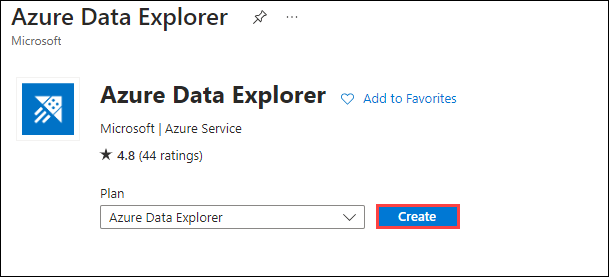 Azure Data Explorer
Microsoft
Azure Data Explorer
Add to Favorites
Microsoft | Azure Service
★ 4.8 (44 ratings)
Plan
Azure Data Explorer
Create